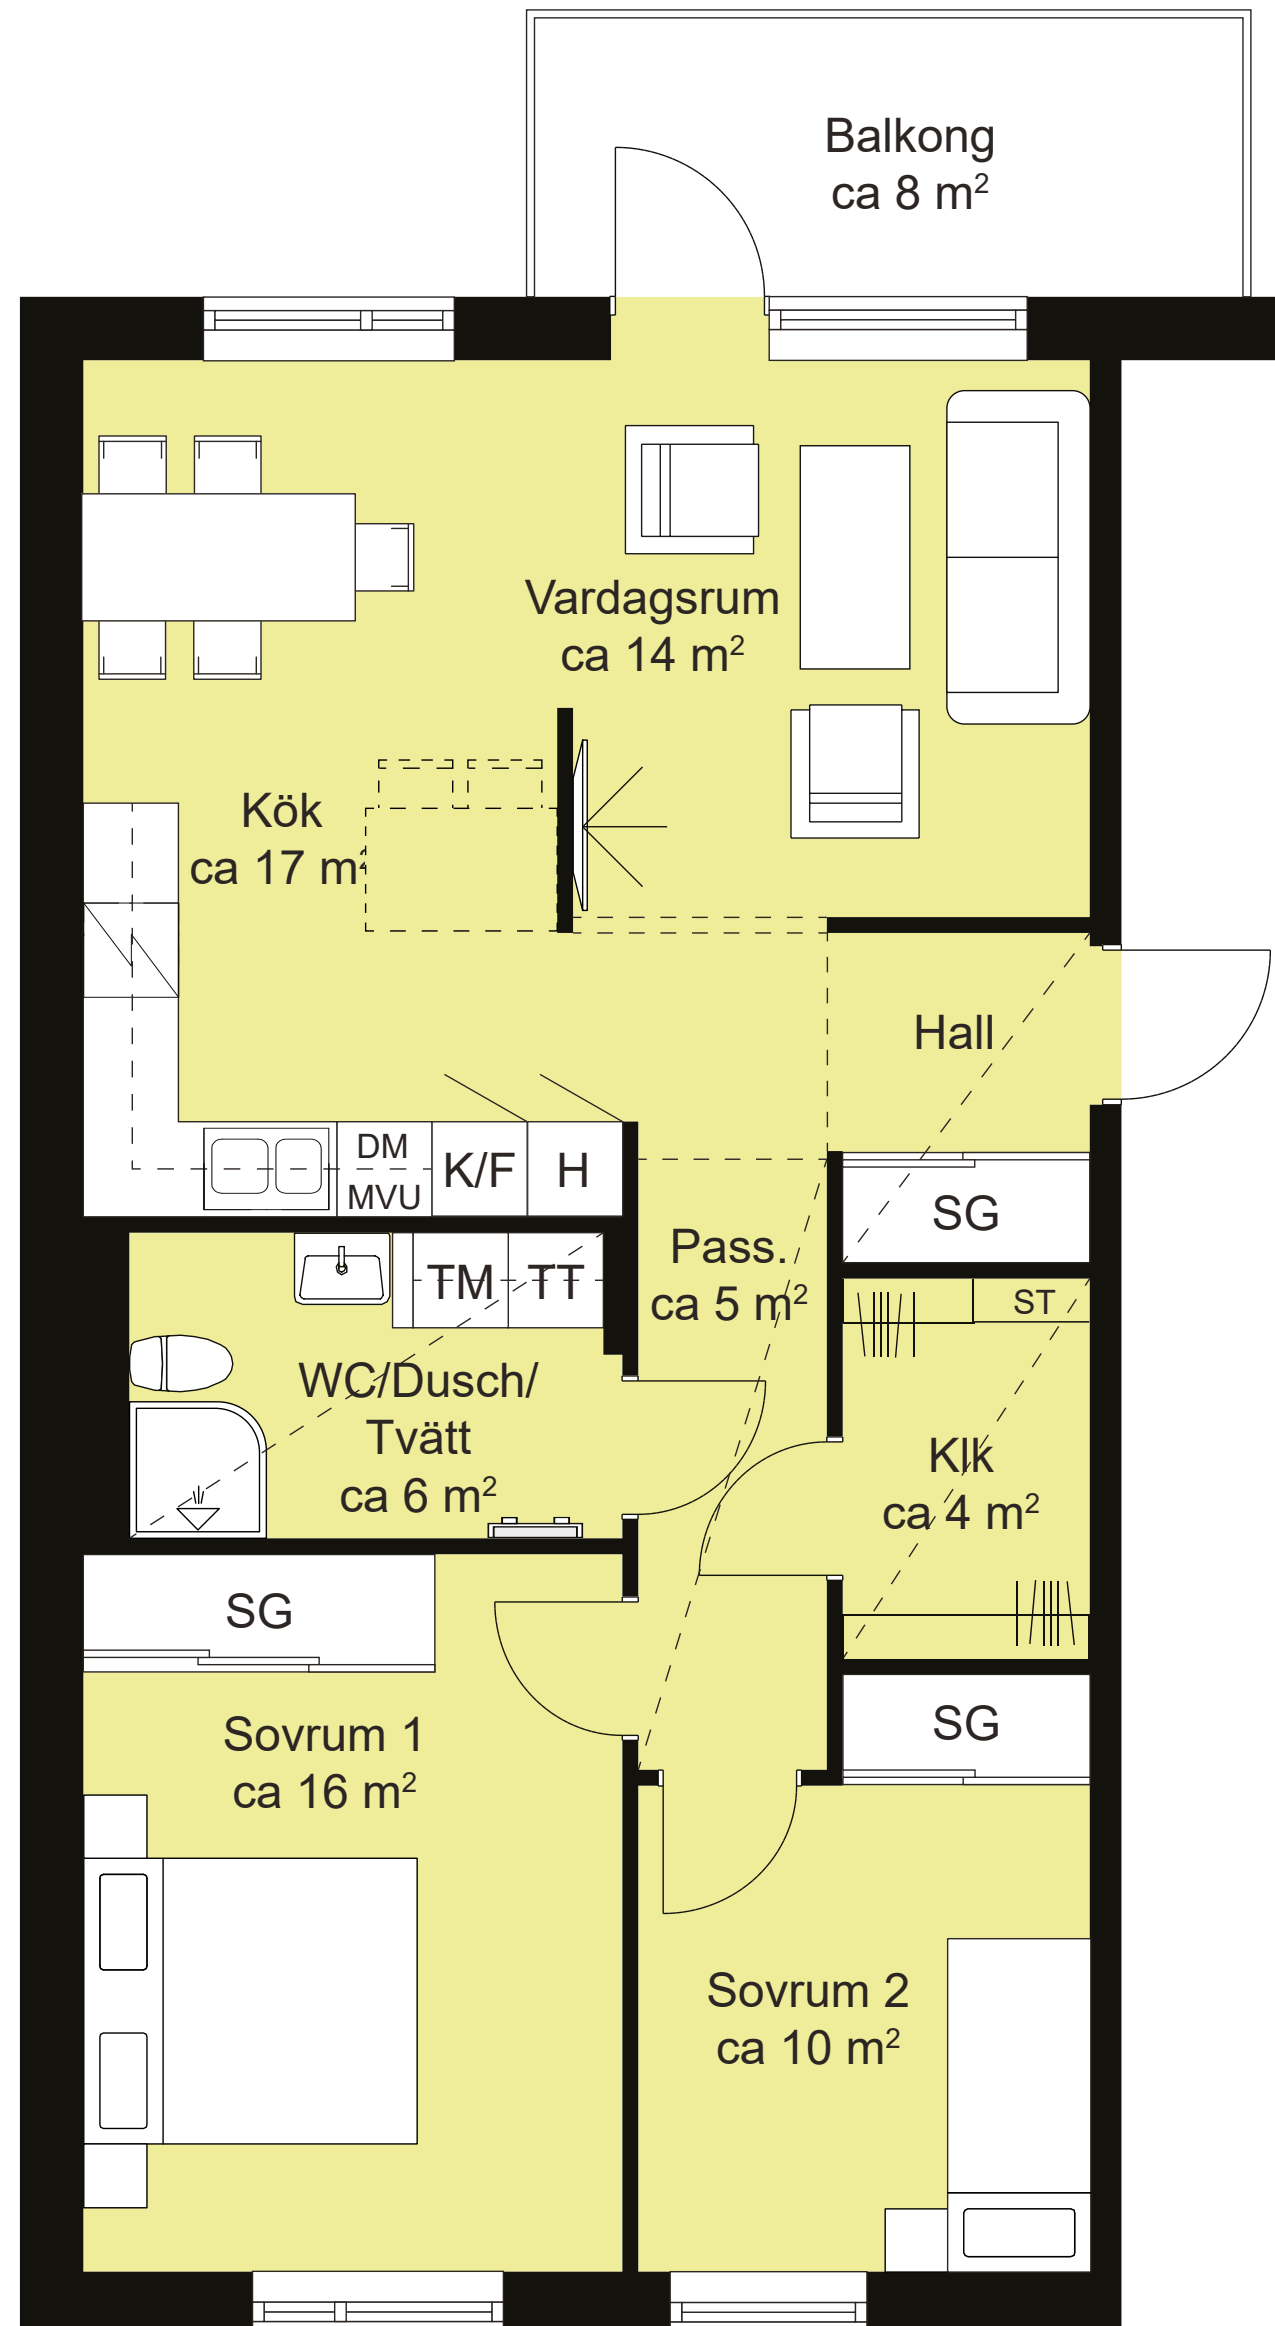 Balkong
ca 8 m²
Vardagsrum
ca 14 m²
Kök
ca 17 m²
Hall
DM
MVU
K/F
H
SG
Pass.
ca 5 m²
TM
TT
ST
WC/Dusch/
Tvätt
ca 6 m²
Klk
ca 4 m²
SG
SG
Sovrum 1
ca 16 m²
Sovrum 2
ca 10 m²